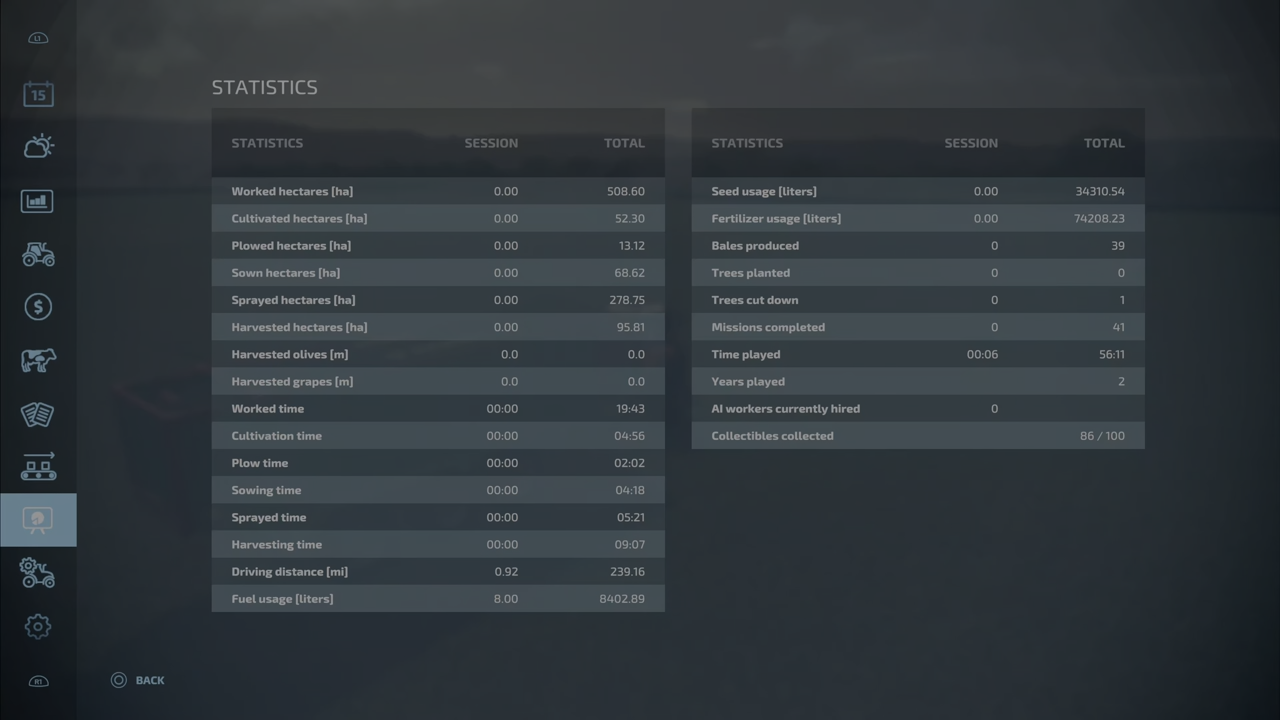 L1
15
STATISTICS
STATISTICS SESSION TOTAL
Worked hectares [ha] 0.00 508.60
Cultivated hectares [ha] 0.00 52.30
Plowed hectares [ha] 0.00 13.12
Sown hectares [ha] 0.00 68.62
Sprayed hectares [ha] 0.00 278.75
Harvested hectares [ha] 0.00 95.81
Harvested olives [m] 0.0 0.0
Harvested grapes [m] 0.0 0.0
Worked time 00:00 19:43
Cultivation time 00:00 04:56
Plow time 00:00 02:02
Sowing time 00:00 04:18
Sprayed time 00:00 05:21
Harvesting time 00:00 09:07
Driving distance [mi] 0.92 239.16
Fuel usage [liters] 8.00 8402.89
STATISTICS SESSION TOTAL
Seed usage [liters] 0.00 34310.54
Fertilizer usage [liters] 0.00 74208.23
Bales produced 0 39
Trees planted 0 0
Trees cut down 0 1
Missions completed 0 41
Time played 00:06 56:11
Years played 2
AI workers currently hired 0
Collectibles collected 86 / 100
R1
BACK